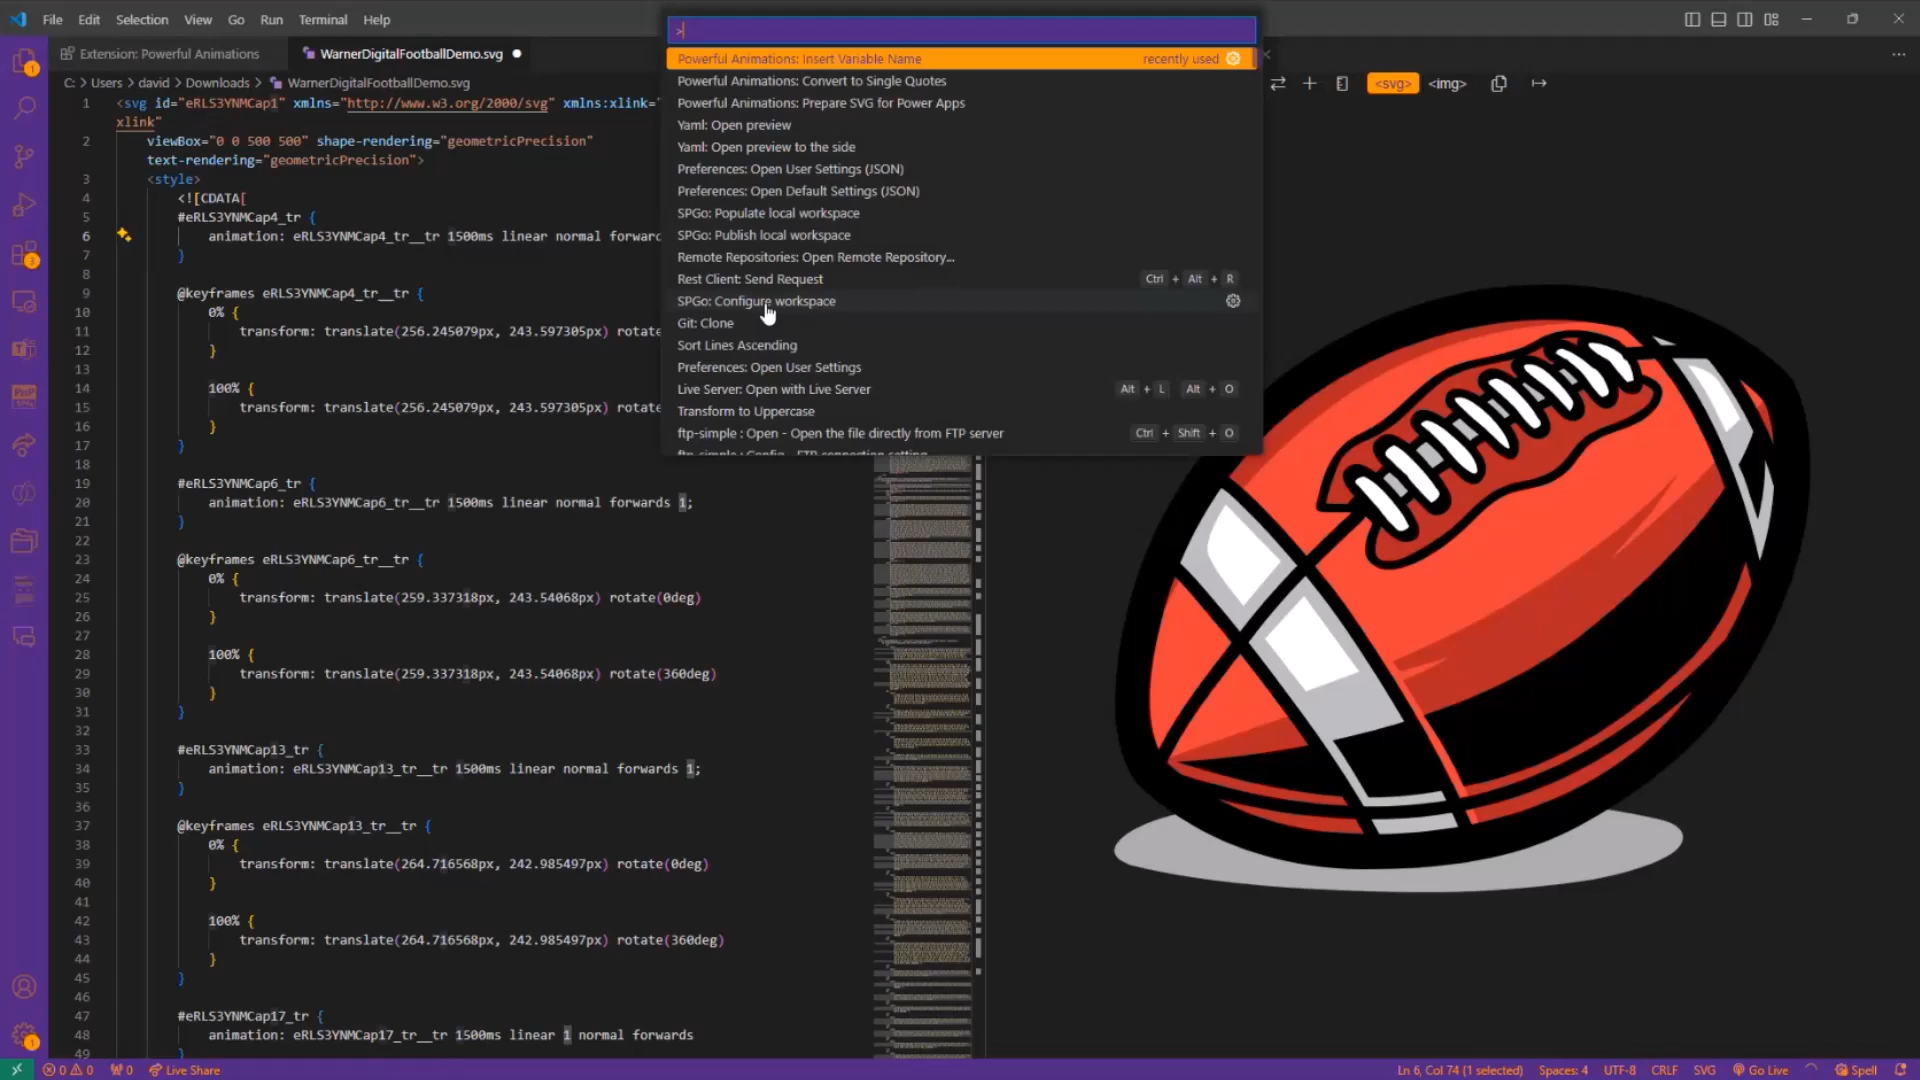 File Edit Selection View Go Run Terminal Help
>
Extension: Powerful Animations
WarnerDigitalFootballDemo.svg
C: > Users > david > Downloads > WarnerDigitalFootballDemo.svg
<svg> <img>
Powerful Animations: Insert Variable Name recently used
Powerful Animations: Convert to Single Quotes
Powerful Animations: Prepare SVG for Power Apps
Yaml: Open preview
Yaml: Open preview to the side
Preferences: Open User Settings (JSON)
Preferences: Open Default Settings (JSON)
SPGo: Populate local workspace
SPGo: Publish local workspace
Remote Repositories: Open Remote Repository...
Rest Client: Send Request Ctrl + Alt + R
SPGo: Configure workspace
Git: Clone
Sort Lines Ascending
Preferences: Open User Settings
Live Server: Open with Live Server Alt + L Alt + O
Transform to Uppercase
ftp-simple : Open - Open the file directly from FTP server Ctrl + Shift + O
ftp-simple : Config - FTP connection setting
1 <svg id="eRLS3YNMCap1" xmlns="http://www.w3.org/2000/svg" xmlns:xlink="
xlink"
2 viewBox="0 0 500 500" shape-rendering="geometricPrecision"
text-rendering="geometricPrecision">
3 <style>
4 <![CDATA[
5 #eRLS3YNMCap4_tr {
6 animation: eRLS3YNMCap4_tr__tr 1500ms linear normal forward
7 }
8
9 @keyframes eRLS3YNMCap4_tr__tr {
10 0% {
11 transform: translate(256.245079px, 243.597305px) rotate
12 }
13
14 100% {
15 transform: translate(256.245079px, 243.597305px) rotate
16 }
17 }
18
19 #eRLS3YNMCap6_tr {
20 animation: eRLS3YNMCap6_tr__tr 1500ms linear normal forwards 1;
21 }
22
23 @keyframes eRLS3YNMCap6_tr__tr {
24 0% {
25 transform: translate(259.337318px, 243.54068px) rotate(0deg)
26 }
27
28 100% {
29 transform: translate(259.337318px, 243.54068px) rotate(360deg)
30 }
31 }
32
33 #eRLS3YNMCap13_tr {
34 animation: eRLS3YNMCap13_tr__tr 1500ms linear normal forwards 1;
35 }
36
37 @keyframes eRLS3YNMCap13_tr__tr {
38 0% {
39 transform: translate(264.716568px, 242.985497px) rotate(0deg)
40 }
41
42 100% {
43 transform: translate(264.716568px, 242.985497px) rotate(360deg)
44 }
45 }
46
47 #eRLS3YNMCap17_tr {
48 animation: eRLS3YNMCap17_tr__tr 1500ms linear 1 normal forwards
49 }
0 0 0 Live Share Ln 6, Col 74 (1 selected) Spaces: 4 UTF-8 CRLF SVG Go Live Spell